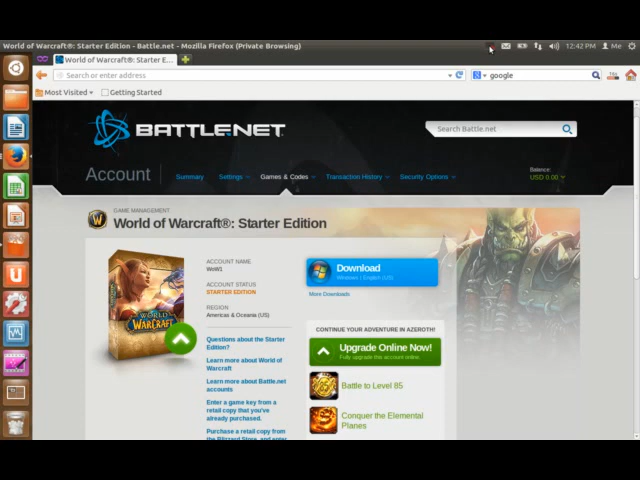 World of Warcraft®: Starter Edition - Battle.net - Mozilla Firefox (Private Browsing)
12:42 PM
Me
World of Warcraft®: Starter E...
Search or enter address
google
Most Visited
Getting Started
BATTLE.NET
Search Battle.net
Account
Summary
Settings
Games & Codes
Transaction History
Security Options
Balance:
USD 0.00
GAME MANAGEMENT
World of Warcraft®: Starter Edition
WORLD OF WARCRAFT
ACCOUNT NAME
WoW1
ACCOUNT STATUS
STARTER EDITION
REGION
Americas & Oceania (US)
Questions about the Starter
Edition?
Learn more about World of
Warcraft
Learn more about Battle.net
accounts
Enter a game key from a
retail copy that you've
already purchased.
Purchase a retail copy from
the Blizzard Store, and enter
Download
Windows | English (US)
More Downloads
CONTINUE YOUR ADVENTURE IN AZEROTH!
Upgrade Online Now!
Fully upgrade this account online.
Battle to Level 85
Conquer the Elemental
Planes